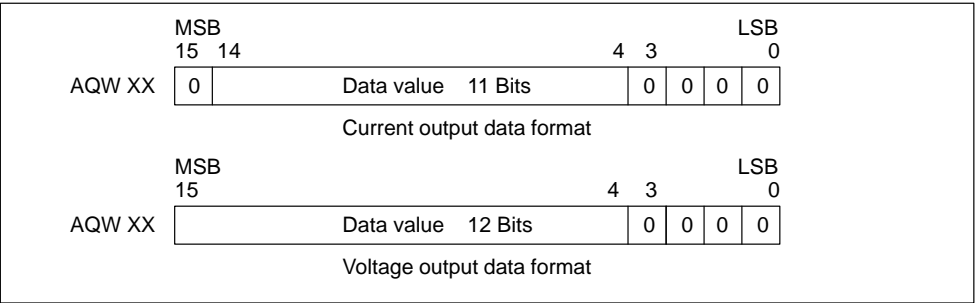 MSB LSB
15 14 4 3 0
AQW XX 0 Data value 11 Bits 0 0 0 0
Current output data format
MSB LSB
15 4 3 0
AQW XX Data value 12 Bits 0 0 0 0
Voltage output data format